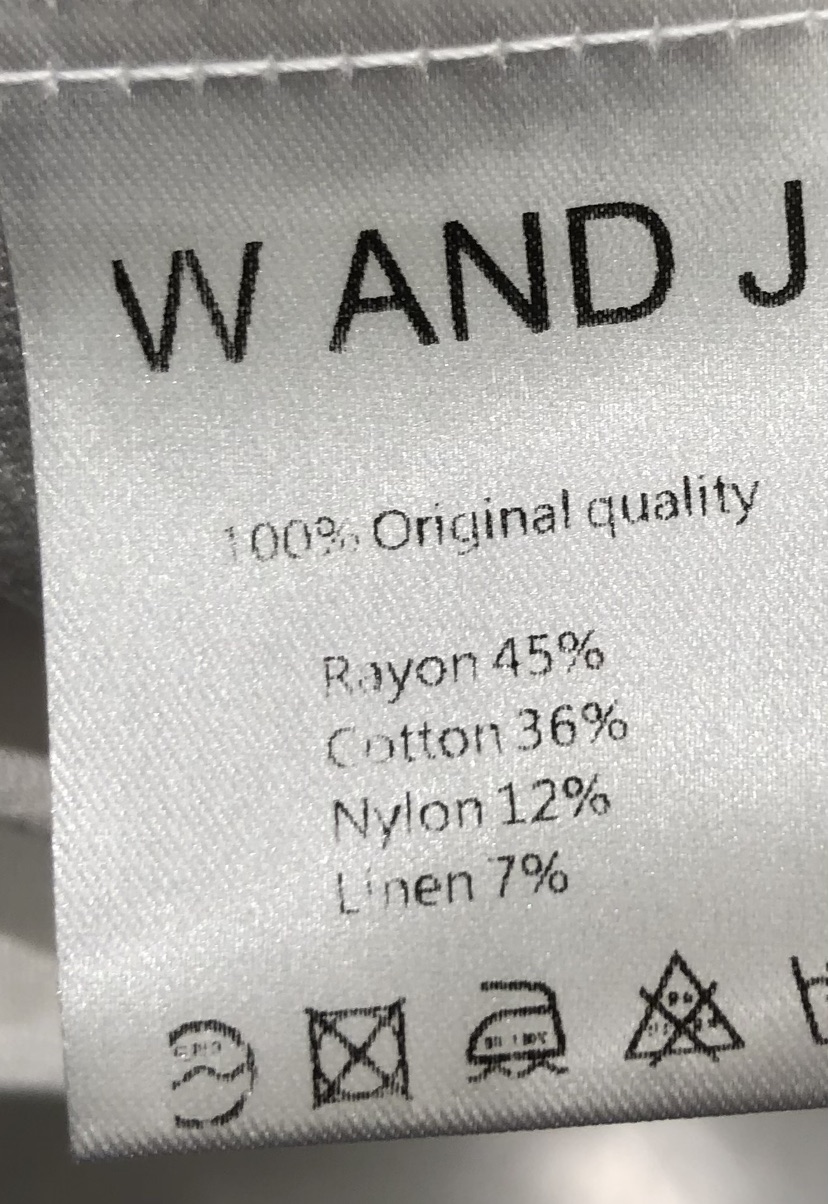 W AND J
100% Original quality
Rayon 45%
Cotton 36%
Nylon 12%
Linen 7%